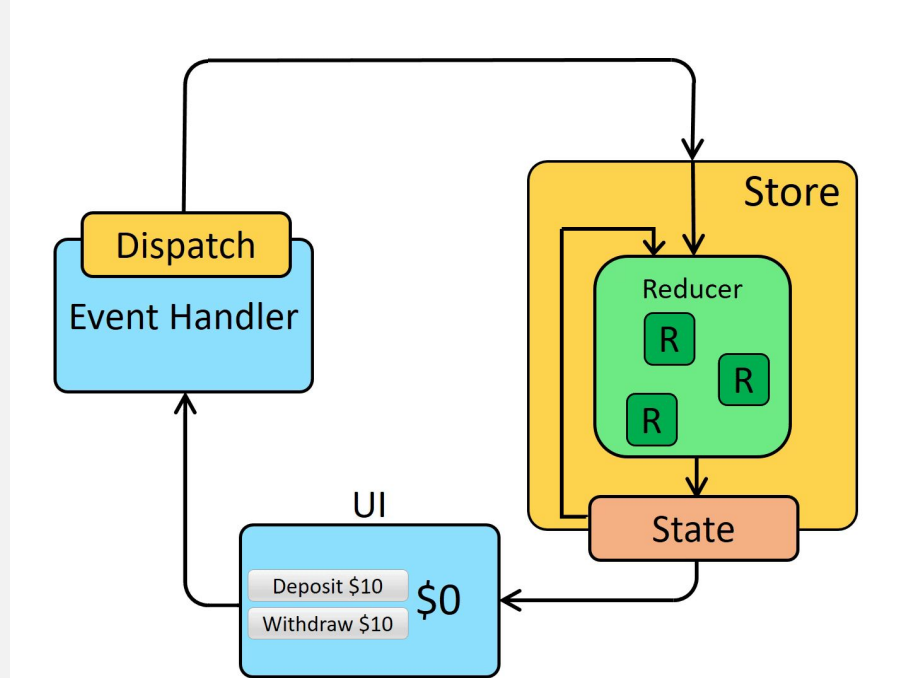 Store
Dispatch
Event Handler
Reducer
R
R
R
State
UI
Deposit $10
$0
Withdraw $10